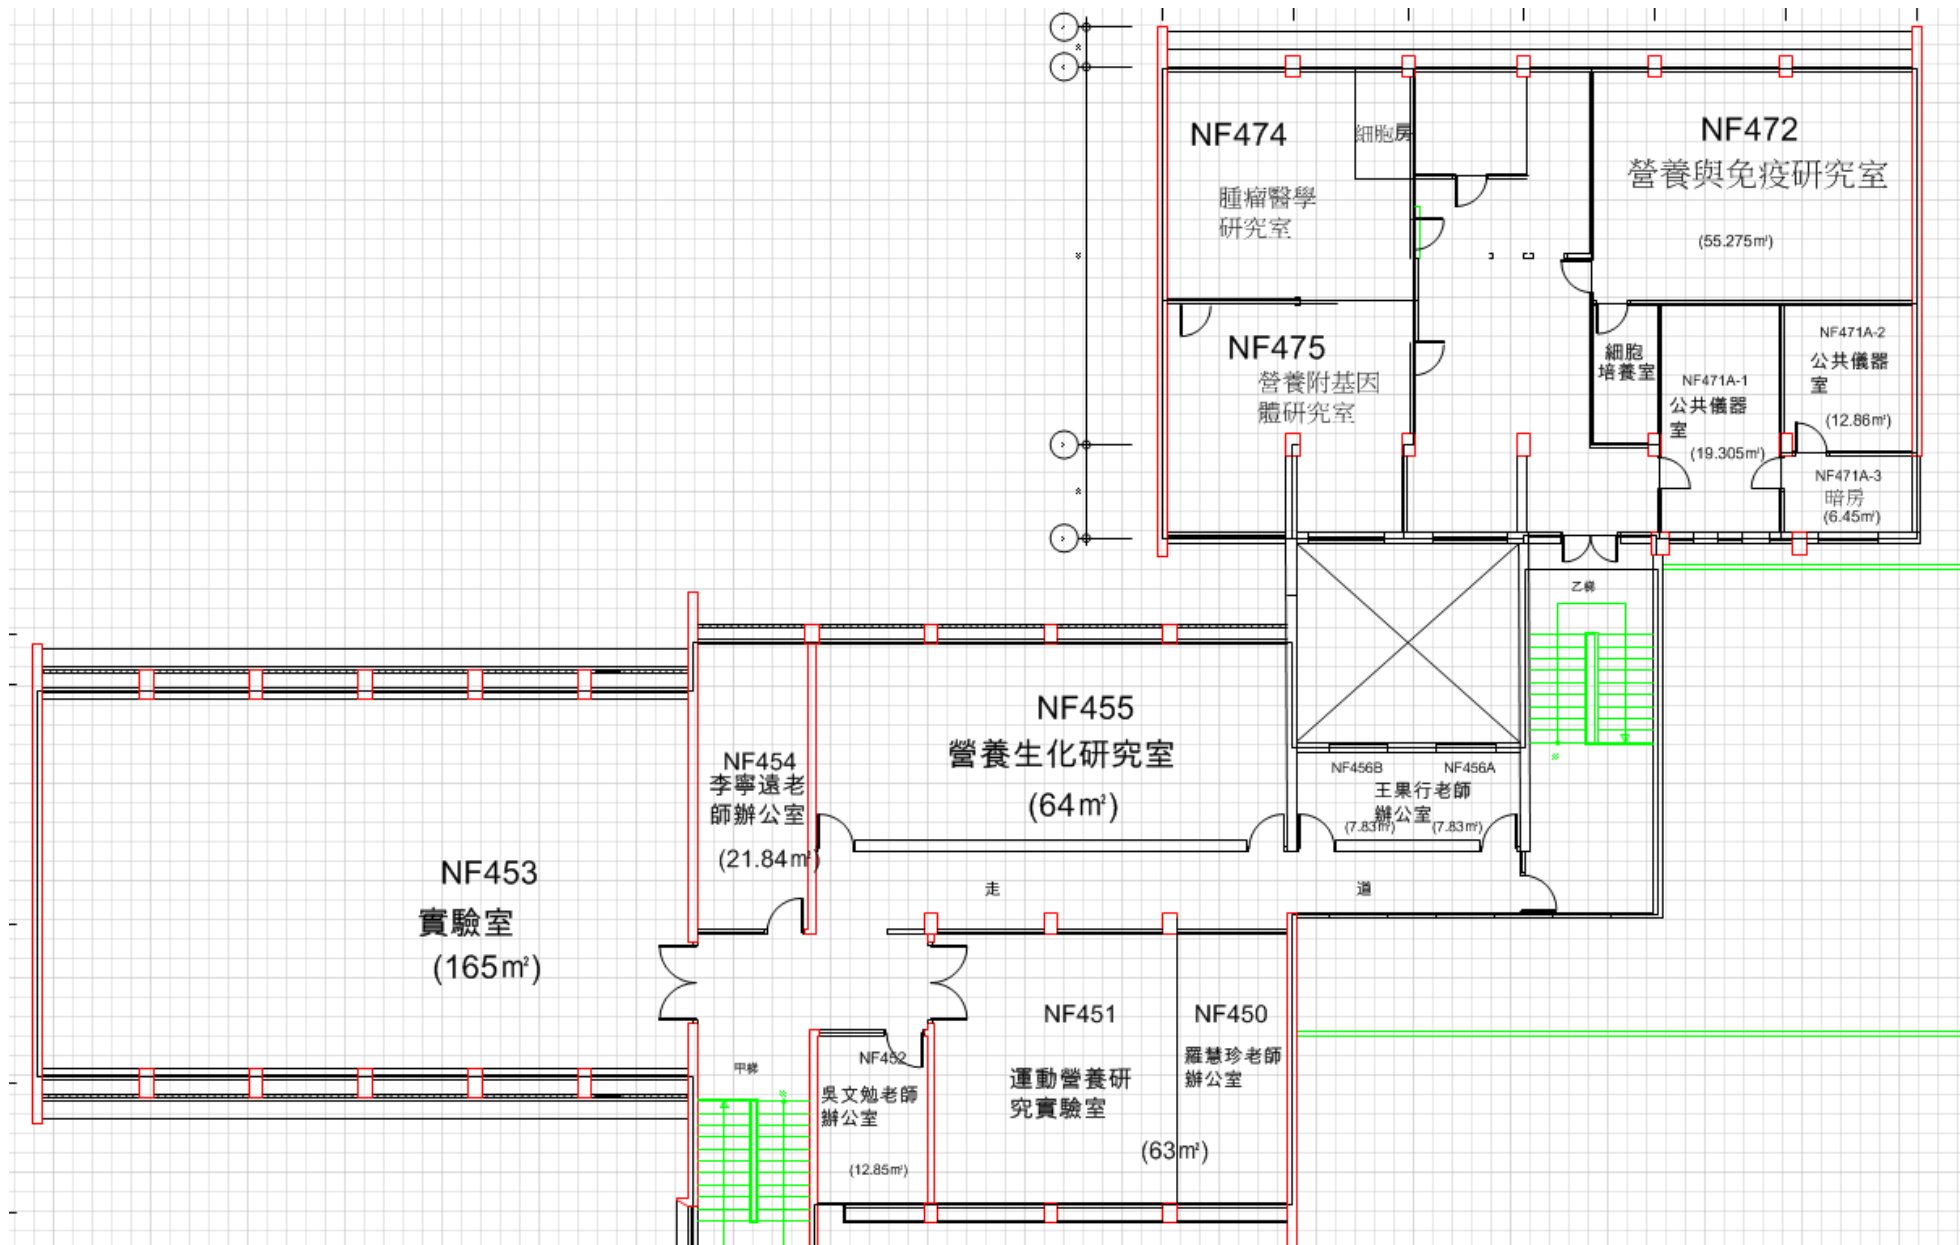 NF474
細胞房
腫瘤醫學
研究室
NF472
營養與免疫研究室
(55.275㎡)
NF475
營養附基因
體研究室
細胞
培養室
NF471A-1
公共儀器
室
(19.305㎡)
NF471A-2
公共儀器
室
(12.86㎡)
NF471A-3
暗房
(6.45㎡)
乙梯
NF455
營養生化研究室
(64㎡)
NF454
李寧遠老
師辦公室
(21.84㎡)
NF456B
NF456A
王果行老師
辦公室
(7.83㎡)
(7.83㎡)
走
道
NF453
實驗室
(165㎡)
NF451
運動營養研
究實驗室
(63㎡)
NF450
羅慧珍老師
辦公室
NF452
吳文勉老師
辦公室
(12.85㎡)
甲梯